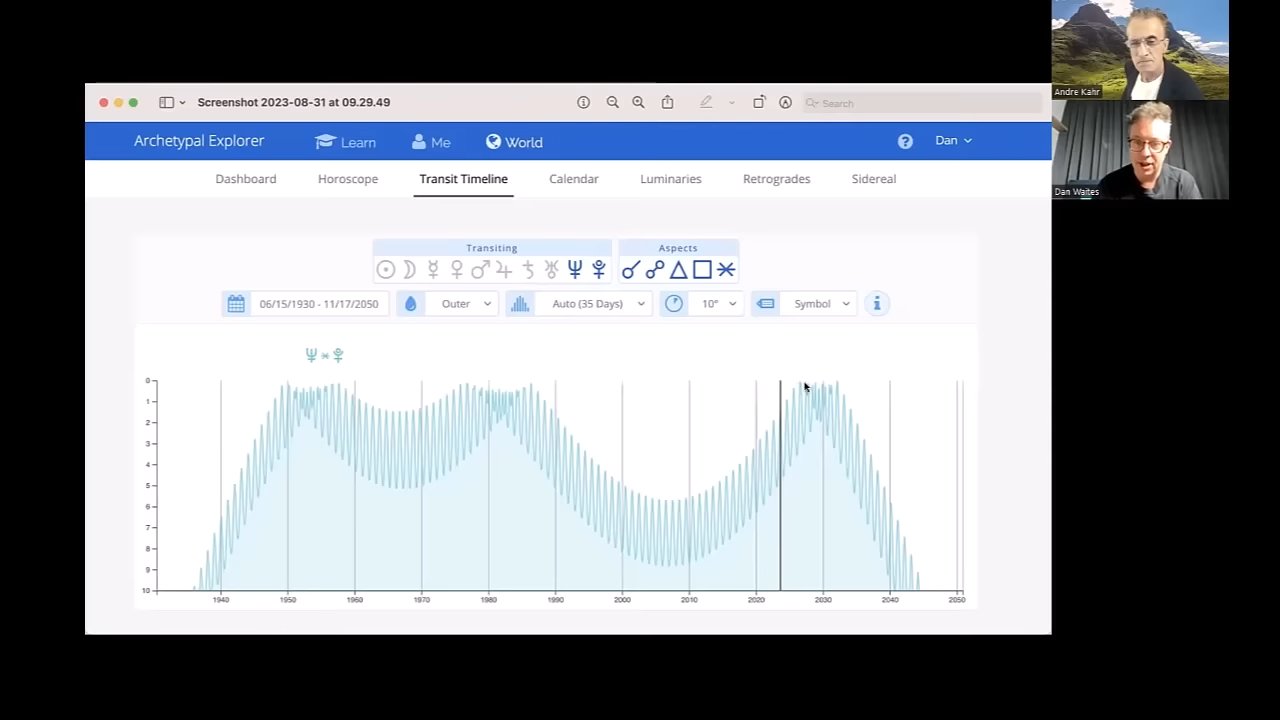 Screenshot 2023-08-31 at 09.29.49
Search
Archetypal Explorer
Learn
Me
World
Dan
Dashboard
Horoscope
Transit Timeline
Calendar
Luminaries
Retrogrades
Sidereal
Transiting
Aspects
06/15/1930 - 11/17/2050
Outer
Auto (35 Days)
10°
Symbol
0
1
2
3
4
5
6
7
8
9
10
1940 1950 1960 1970 1980 1990 2000 2010 2020 2030 2040 2050
Andre Kahr
Dan Waites